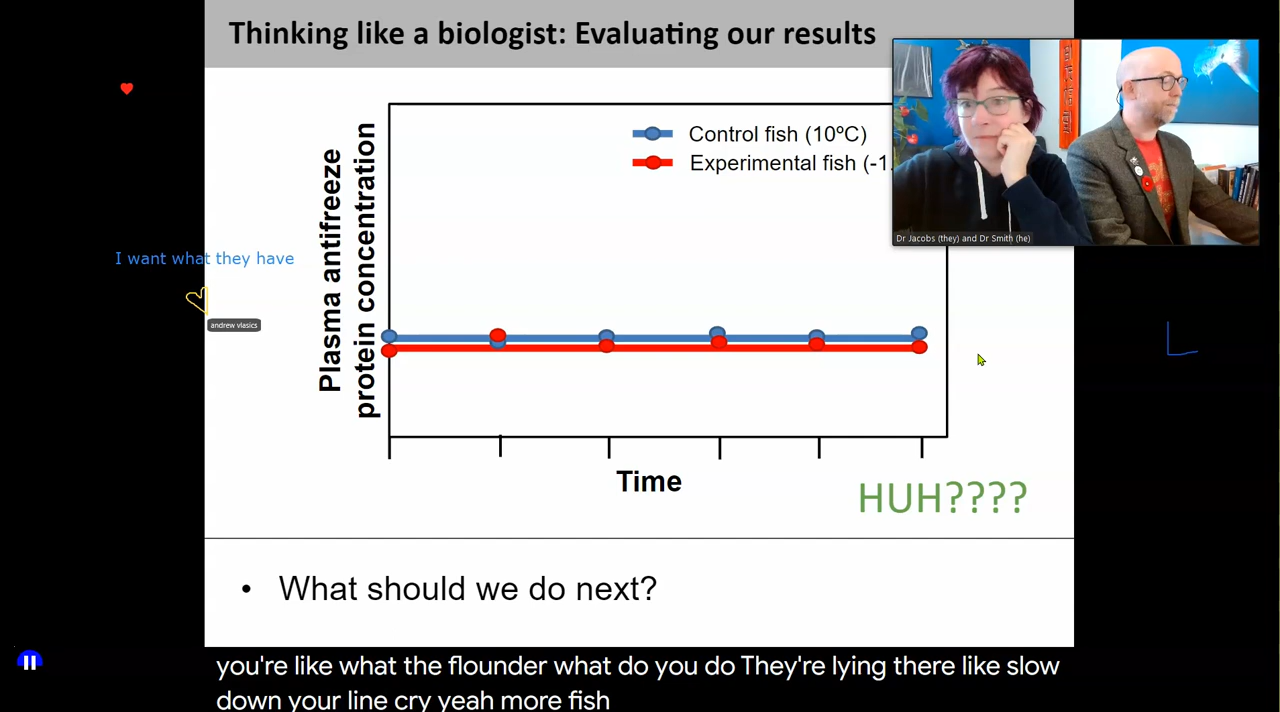 Thinking like a biologist: Evaluating our results
Control fish (10ºC)
Experimental fish (-1.
Dr Jacobs (they) and Dr Smith (he)
Plasma antifreeze
protein concentration
I want what they have
andrew vlasics
Time
HUH????
• What should we do next?
you're like what the flounder what do you do They're lying there like slow
down your line cry yeah more fish